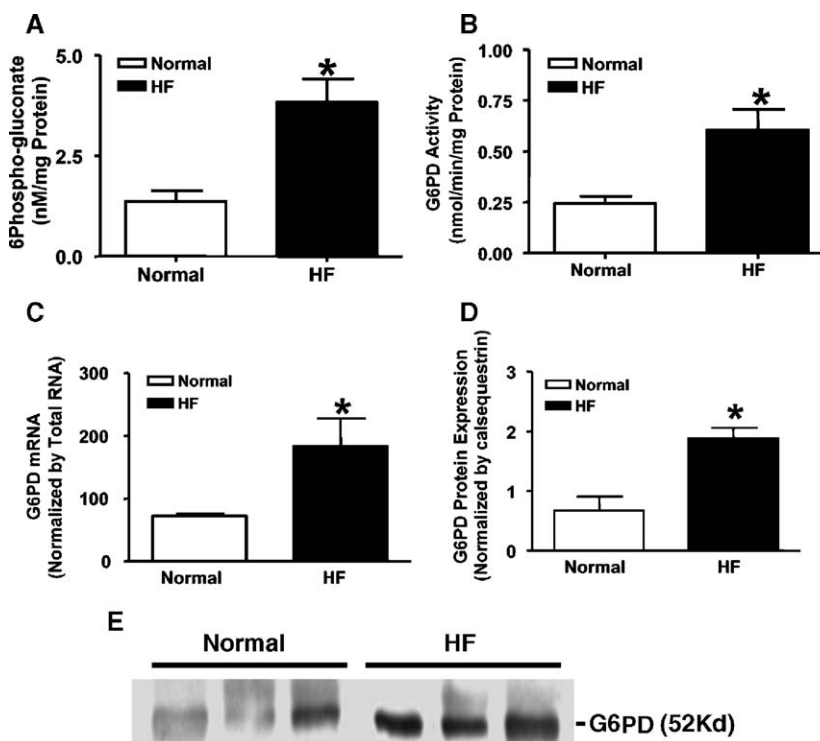 A
Normal
HF
6Phospho-gluconate
(nM/mg Protein)
5.0
2.5
0.0
*
Normal
HF
B
Normal
HF
G6PD Activity
(nmol/min/mg Protein)
1.00
0.75
0.50
0.25
0.00
*
Normal
HF
C
Normal
HF
G6PD mRNA
(Normalized by Total RNA)
300
200
100
0
*
Normal
HF
D
Normal
HF
G6PD Protein Expression
(Normalized by calsequestrin)
3
2
1
0
*
Normal
HF
E
Normal
HF
-G6PD (52Kd)